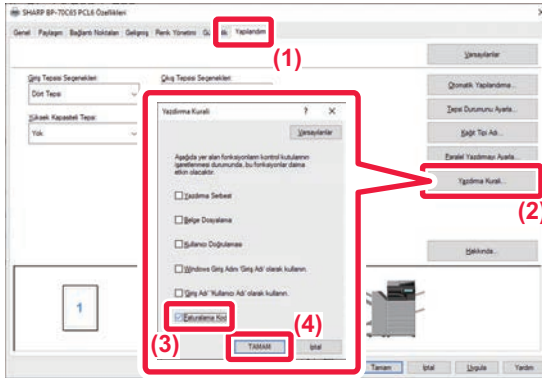 SHARP BP-70C65 PCL6 Özellikleri
Genel Paylaşım Bağlantı Noktaları Gelişmiş Renk Yönetimi Gü lik Yapılandırm
(1)
Varsayılanlar
Giriş Tepsisi Seçenekleri: Çıkış Tepsisi Seçenekleri:
Dört Tepsi
Otomatik Yapılandırma...
Tepsi Durumunu Ayarla...
Yüksek Kapasiteli Tepsi:
Yok
Kağıt Tipi Adı...
Paralel Yazdırmayı Ayarla...
Yazdırma Kuralı...
(2)
Hakkında...
Yazdırma Kuralı ? ×
Varsayılanlar
Aşağıda yer alan fonksiyonların kontrol kutularının
işaretlenmesi durumunda, bu fonksiyonlar daima
etkin olacaktır.
Yazdırma Serbest
Belge Dosyalama
Kullanıcı Doğrulaması
Windows Giriş Adını 'Giriş Adı' olarak kullanın.
Giriş Adı' 'Kullanıcı Adı' olarak kullanın.
Faturalama Kod
(3)
(4)
TAMAM İptal
1
Tamam İptal Uygula Yardım